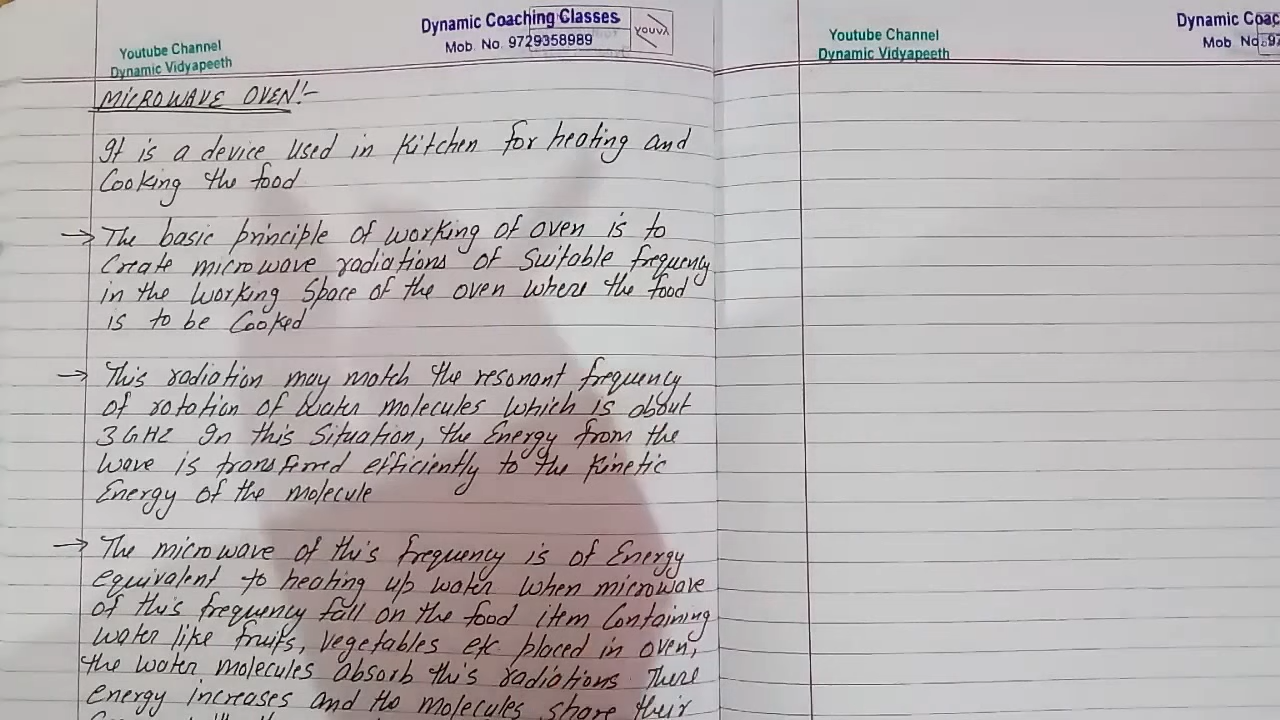 Youtube Channel
Dynamic Vidyapeeth
Dynamic Coaching Classes
Mob. No. 9729358989
YOUVA
Youtube Channel
Dynamic Vidyapeeth
Dynamic Coac
Mob No. 97
MICROWAVE OVEN:-
It is a device used in Kitchen for heating and
Cooking the food
→ The basic principle of working of oven is to
Create microwave radiations of Suitable frequency
in the working Space of the oven where the food
is to be Cooked
→ This radiation may match the resonant frequency
of rotation of water molecules which is about
3 GHz In this Situation, the Energy from the
wave is transferred efficiently to the Kinetic
Energy of the molecule
→ The microwave of this frequency is of Energy
equivalent to heating up water when microwave
of this frequency fall on the food item Containing
water like fruits, vegetables etc placed in oven,
the water molecules absorb this radiations There
energy increases and the molecules share their